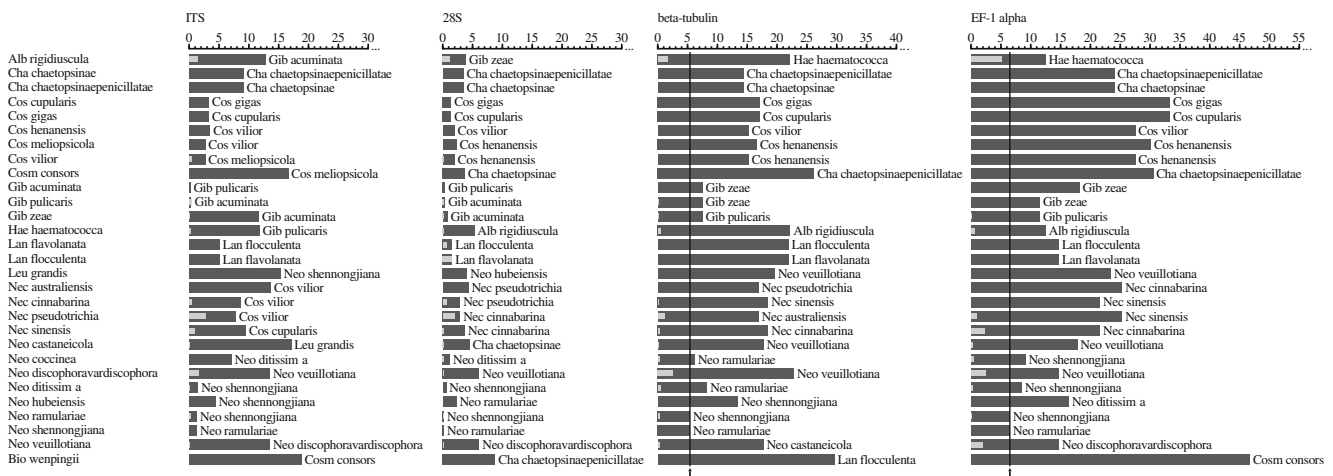 ITS 28S beta-tubulin EF-1 alpha
0 5 10 15 20 25 30 ... 0 5 10 15 20 25 30 ... 0 5 10 15 20 25 30 35 40 ... 0 5 10 15 20 25 30 35 40 45 50 55 ...
Alb rigidiuscula Gib acuminata Gib zeae Hae haematococca Hae haematococca
Cha chaetopsinae Cha chaetopsinaepenicillatae Cha chaetopsinaepenicillatae Cha chaetopsinaepenicillatae Cha chaetopsinaepenicillatae
Cha chaetopsinaepenicillatae Cha chaetopsinae Cha chaetopsinae Cha chaetopsinae Cha chaetopsinae
Cos cupularis Cos gigas Cos gigas Cos gigas Cos gigas
Cos gigas Cos cupularis Cos cupularis Cos cupularis Cos cupularis
Cos henanensis Cos vilior Cos vilior Cos vilior Cos vilior
Cos meliopsicola Cos vilior Cos henanensis Cos henanensis Cos henanensis
Cos vilior Cos meliopsicola Cos henanensis Cos henanensis Cos henanensis
Cosm consors Cos meliopsicola Cha chaetopsinae Cha chaetopsinaepenicillatae Cha chaetopsinaepenicillatae
Gib acuminata Gib pulicaris Gib pulicaris Gib zeae Gib zeae
Gib pulicaris Gib acuminata Gib acuminata Gib zeae Gib zeae
Gib zeae Gib acuminata Gib acuminata Gib pulicaris Gib pulicaris
Hae haematococca Gib pulicaris Alb rigidiuscula Alb rigidiuscula Alb rigidiuscula
Lan flavolanata Lan flocculenta Lan flocculenta Lan flocculenta Lan flocculenta
Lan flocculenta Lan flavolanata Lan flavolanata Lan flavolanata Lan flavolanata
Leu grandis Neo shennongjiana Neo hubeiensis Neo veuillotiana Neo veuillotiana
Nec australiensis Cos vilior Nec pseudotrichia Nec pseudotrichia Nec cinnabarina
Nec cinnabarina Cos vilior Nec pseudotrichia Nec sinensis Nec sinensis
Nec pseudotrichia Cos vilior Nec cinnabarina Nec australiensis Nec sinensis
Nec sinensis Cos cupularis Nec cinnabarina Nec cinnabarina Nec cinnabarina
Neo castaneicola Leu grandis Cha chaetopsinae Neo veuillotiana Neo veuillotiana
Neo coccinea Neo ditissim a Neo ditissim a Neo ramulariae Neo shennongjiana
Neo discophoravardiscophora Neo veuillotiana Neo veuillotiana Neo veuillotiana Neo veuillotiana
Neo ditissim a Neo shennongjiana Neo shennongjiana Neo ramulariae Neo shennongjiana
Neo hubeiensis Neo shennongjiana Neo ramulariae Neo shennongjiana Neo ditissim a
Neo ramulariae Neo shennongjiana Neo shennongjiana Neo shennongjiana Neo shennongjiana
Neo shennongjiana Neo ramulariae Neo ramulariae Neo ramulariae Neo ramulariae
Neo veuillotiana Neo discophoravardiscophora Neo discophoravardiscophora Neo castaneicola Neo discophoravardiscophora
Bio wenpingii Cosm consors Cha chaetopsinaepenicillatae Lan flocculenta Cosm consors